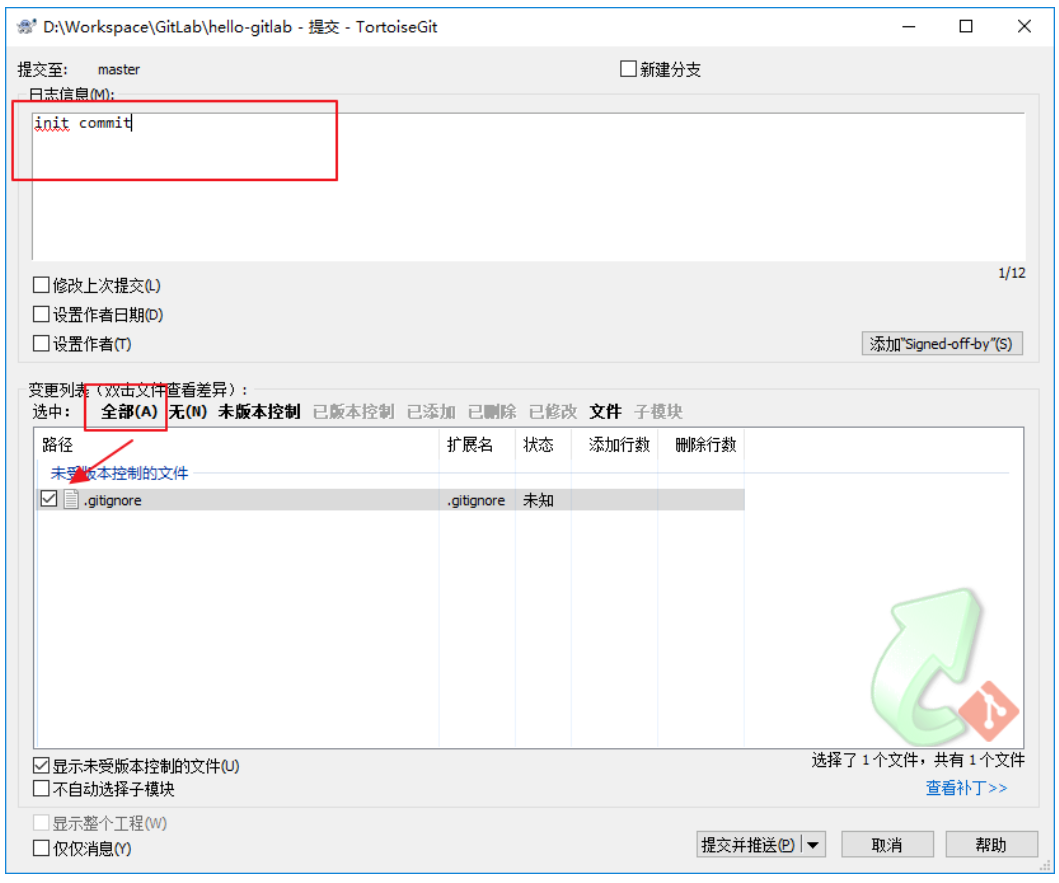 D:\Workspace\GitLab\hello-gitlab - 提交 - TortoiseGit
提交至: master 新建分支
日志信息(M):
init commit
1/12
修改上次提交(L)
设置作者日期(D)
设置作者(T) 添加"Signed-off-by"(S)
变更列表（双击文件查看差异）:
选中: 全部(A) 无(N) 未版本控制 已版本控制 已添加 已删除 已修改 文件 子模块
路径 扩展名 状态 添加行数 删除行数
未受版本控制的文件
.gitignore .gitignore 未知
显示未受版本控制的文件(U) 选择了 1 个文件，共有 1 个文件
不自动选择子模块 查看补丁>>
显示整个工程(W)
仅仅消息(Y) 提交并推送(P) 取消 帮助